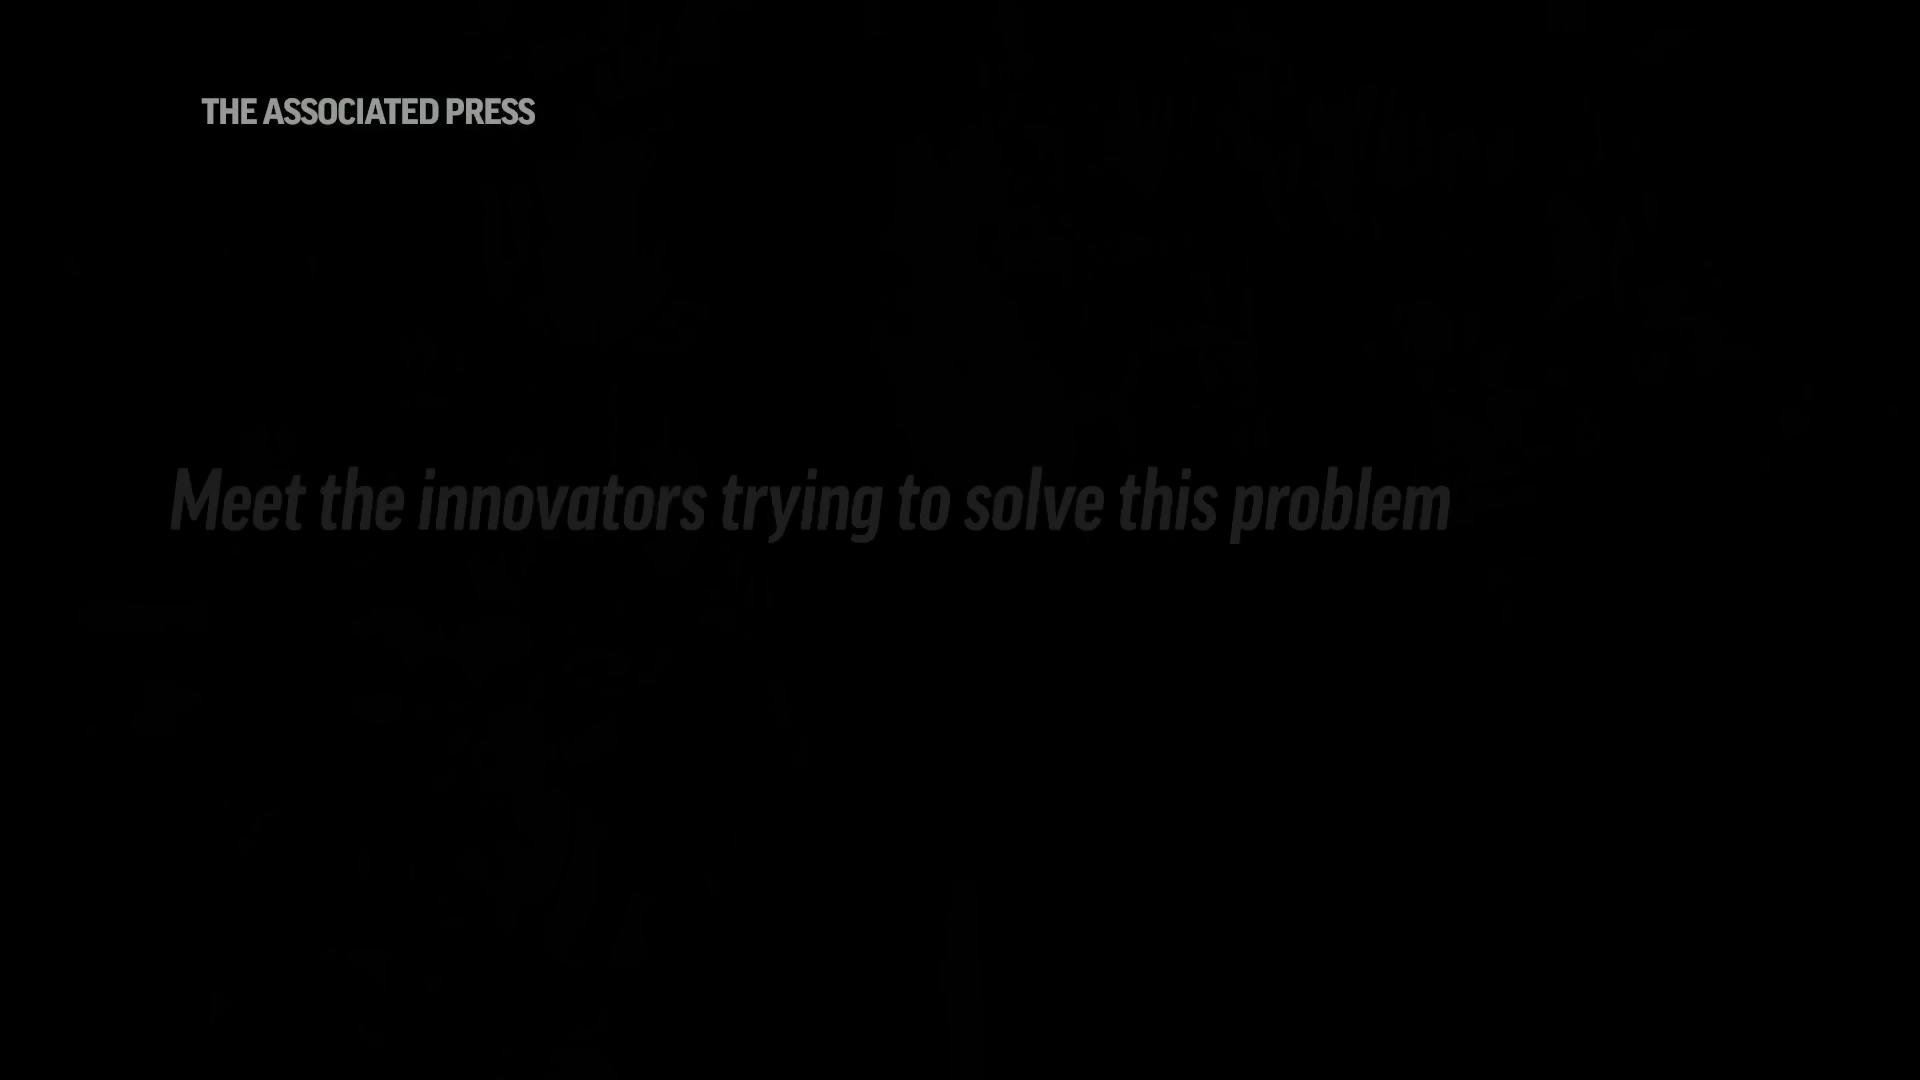 THE ASSOCIATED PRESS
Meet the innovators trying to solve this problem